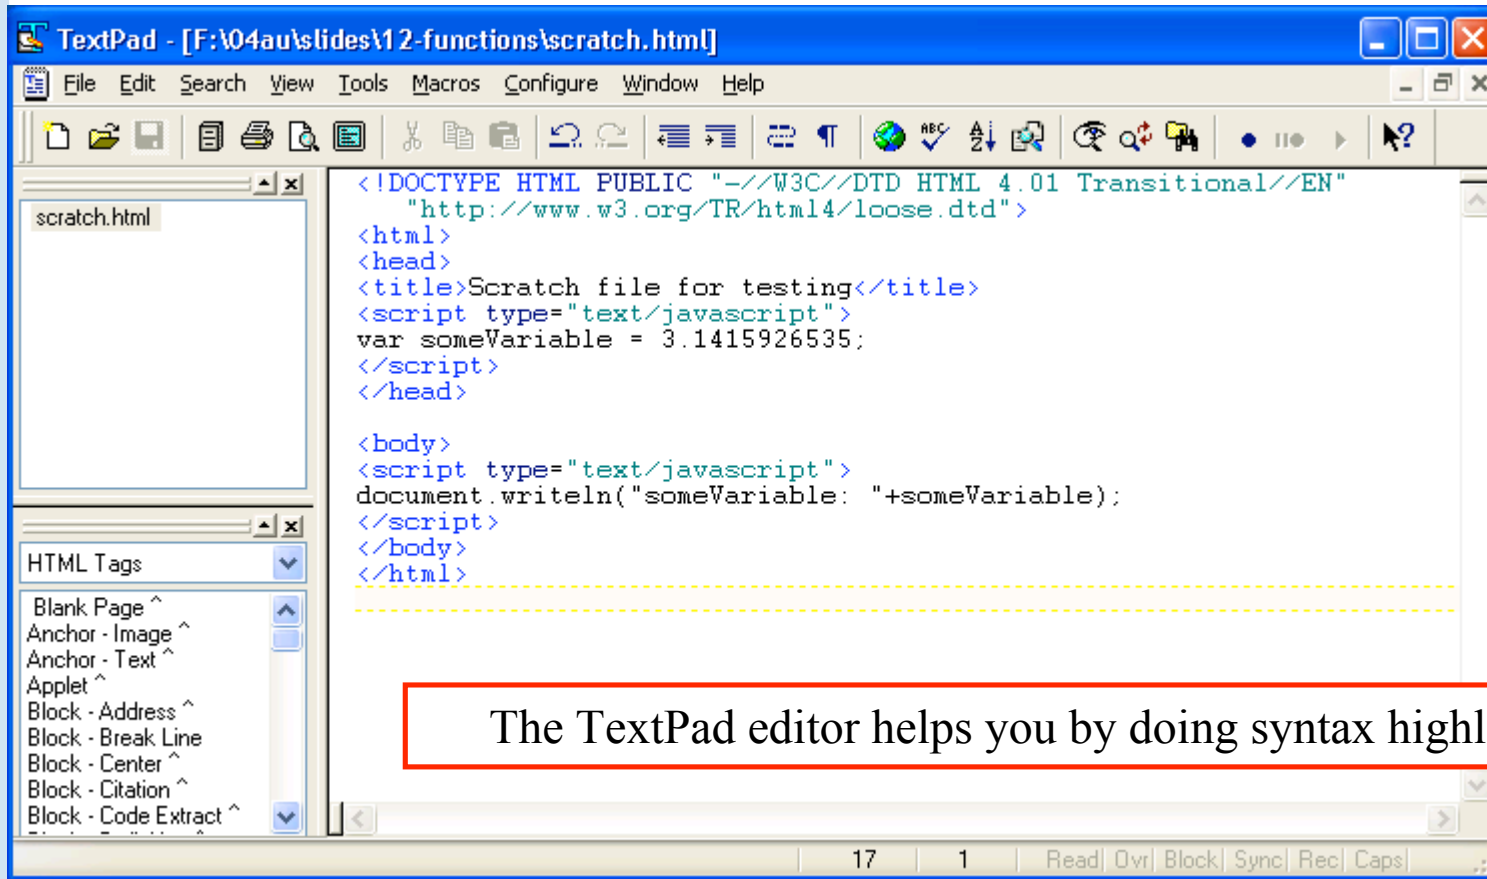 TextPad - [F:\04au\slides\12-functions\scratch.html]
File Edit Search View Tools Macros Configure Window Help
scratch.html
<!DOCTYPE HTML PUBLIC "-//W3C//DTD HTML 4.01 Transitional//EN"
"http://www.w3.org/TR/html4/loose.dtd">
<html>
<head>
<title>Scratch file for testing</title>
<script type="text/javascript">
var someVariable = 3.1415926535;
</script>
</head>
<body>
<script type="text/javascript">
document.writeln("someVariable: "+someVariable);
</script>
</body>
</html>
HTML Tags
Blank Page ^
Anchor - Image ^
Anchor - Text ^
Applet ^
Block - Address ^
Block - Break Line
Block - Center ^
Block - Citation ^
Block - Code Extract ^
The TextPad editor helps you by doing syntax highl
17 1 Read Ovr Block Sync Rec Caps